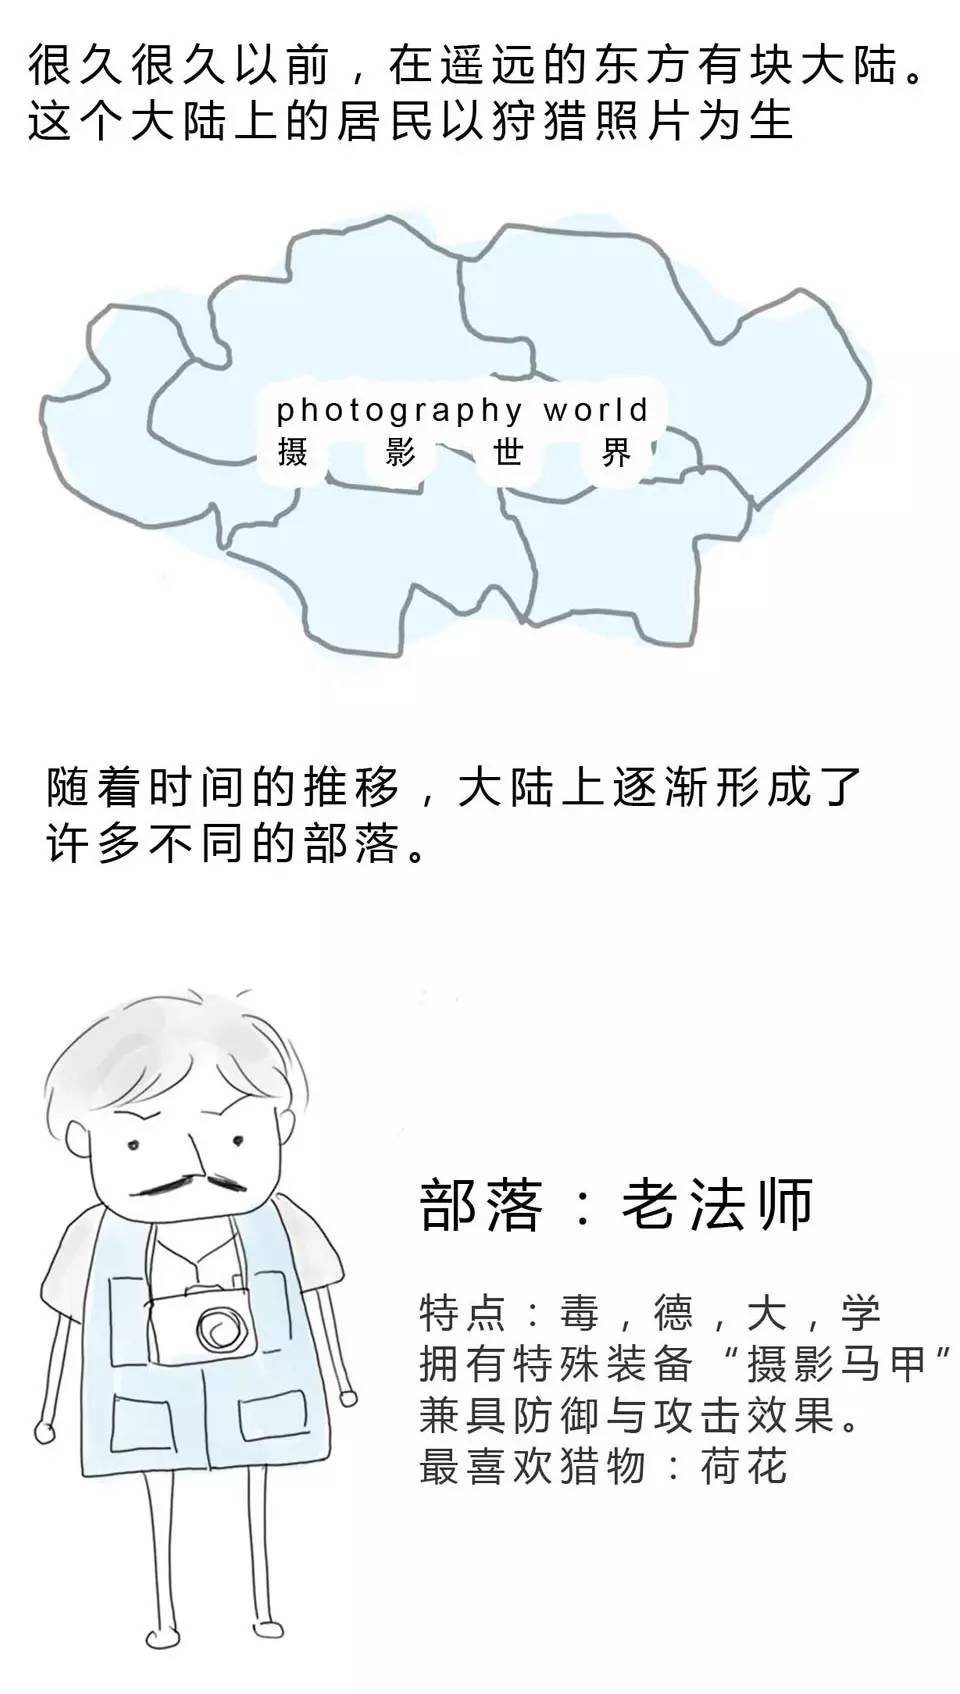 很久很久以前，在遥远的东方有块大陆。
这个大陆上的居民以狩猎照片为生
photography world
摄影世界
随着时间的推移，大陆上逐渐形成了
许多不同的部落。
部落：老法师
特点：毒，德，大，学
拥有特殊装备“摄影马甲”
兼具防御与攻击效果。
最喜欢猎物：荷花